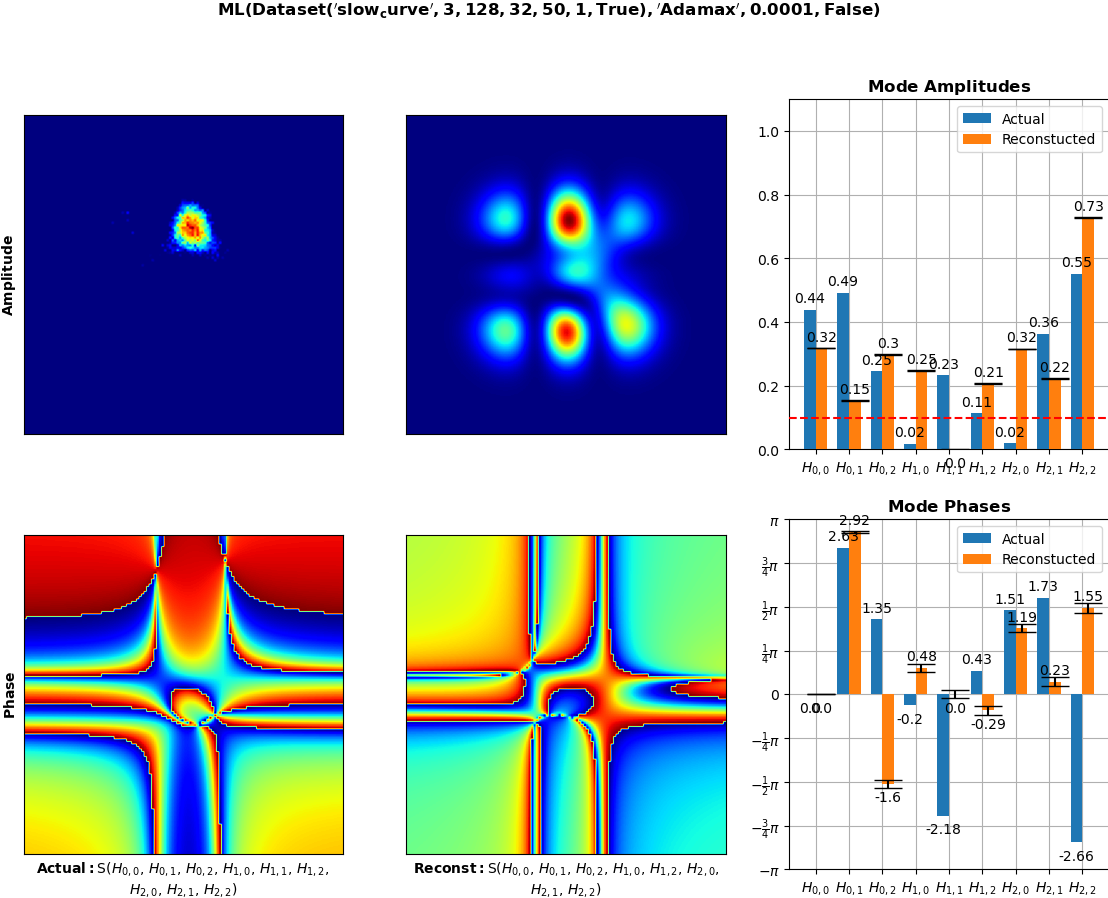 ML(Dataset('slow_curve', 3, 128, 32, 50, 1, True), 'Adamax', 0.0001, False)
Amplitude
Mode Amplitudes
Actual
Reconstucted
1.0
0.8
0.6
0.4
0.2
0.0
0.44
0.32
0.49
0.15
0.25
0.3
0.02
0.25
0.23
0.0
0.11
0.21
0.02
0.32
0.36
0.22
0.55
0.73
H0,0 H0,1 H0,2 H1,0 H1,1 H1,2 H2,0 H2,1 H2,2
Phase
Mode Phases
Actual
Reconstucted
π
3/4π
1/2π
1/4π
0
−1/4π
−1/2π
−3/4π
−π
0.0
0.0
2.63
2.92
1.35
-1.6
-0.2
0.48
-2.18
0.0
0.43
-0.29
1.51
1.19
1.73
0.23
-2.66
1.55
H0,0 H0,1 H0,2 H1,0 H1,1 H1,2 H2,0 H2,1 H2,2
Actual: S(H0,0, H0,1, H0,2, H1,0, H1,1, H1,2,
H2,0, H2,1, H2,2)
Reconst: S(H0,0, H0,1, H0,2, H1,0, H1,2, H2,0,
H2,1, H2,2)